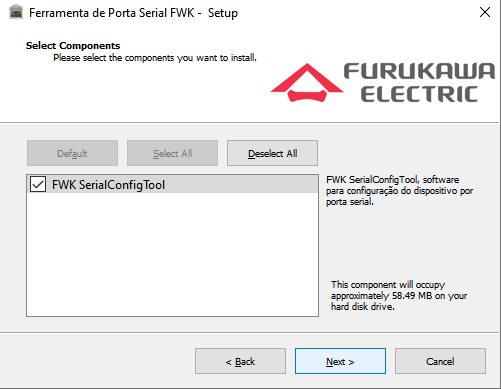 Ferramenta de Porta Serial FWK - Setup
Select Components
Please select the components you want to install.
FURUKAWA
ELECTRIC
Default
Select All
Deselect All
FWK SerialConfigTool
FWK SerialConfigTool, software
para configuração do dispositivo por
porta serial.
This component will occupy
approximately 58.49 MB on your
hard disk drive.
< Back
Next >
Cancel